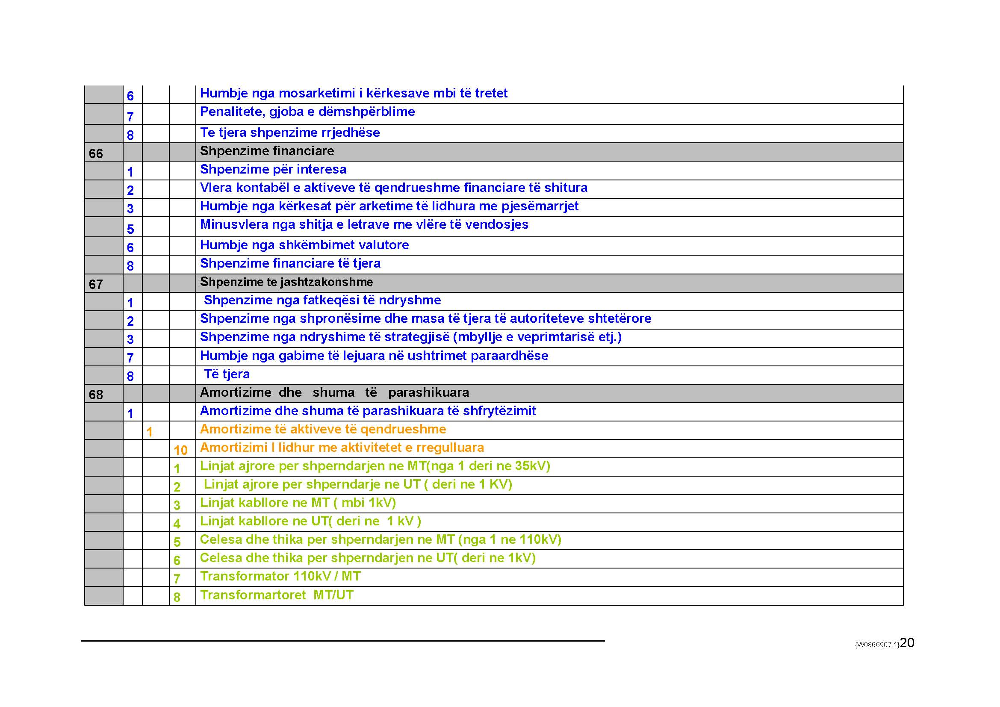 6 Humbje nga mosarketimi i kërkesave mbi të tretet
7 Penalitete, gjoba e dëmshpërblime
8 Te tjera shpenzime rrjedhëse
66 Shpenzime financiare
1 Shpenzime për interesa
2 Vlera kontabël e aktiveve të qendrueshme financiare të shitura
3 Humbje nga kërkesat për arketime të lidhura me pjesëmarrjet
5 Minusvlera nga shitja e letrave me vlëre të vendosjes
6 Humbje nga shkëmbimet valutore
8 Shpenzime financiare të tjera
67 Shpenzime te jashtzakonshme
1 Shpenzime nga fatkeqësi të ndryshme
2 Shpenzime nga shpronësime dhe masa të tjera të autoriteteve shtetërore
3 Shpenzime nga ndryshime të strategjisë (mbyllje e veprimtarisë etj.)
7 Humbje nga gabime të lejuara në ushtrimet paraardhëse
8 Të tjera
68 Amortizime dhe shuma të parashikuara
1 Amortizime dhe shuma të parashikuara të shfrytëzimit
1 Amortizime të aktiveve të qendrueshme
10 Amortizimi I lidhur me aktivitetet e rregulluara
1 Linjat ajrore per shperndarjen ne MT(nga 1 deri ne 35kV)
2 Linjat ajrore per shperndarje ne UT ( deri ne 1 KV)
3 Linjat kabllore ne MT ( mbi 1kV)
4 Linjat kabllore ne UT( deri ne 1 kV )
5 Celesa dhe thika per shperndarjen ne MT (nga 1 ne 110kV)
6 Celesa dhe thika per shperndarjen ne UT( deri ne 1kV)
7 Transformator 110kV / MT
8 Transformartoret MT/UT
{W0866907.1}20